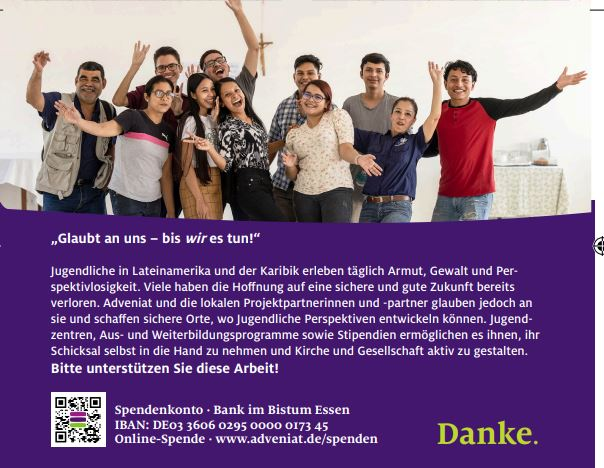 „Glaubt an uns – bis wir es tun!“
Jugendliche in Lateinamerika und der Karibik erleben täglich Armut, Gewalt und Per-
spektivlosigkeit. Viele haben die Hoffnung auf eine sichere und gute Zukunft bereits
verloren. Adveniat und die lokalen Projektpartnerinnen und -partner glauben jedoch an
sie und schaffen sichere Orte, wo Jugendliche Perspektiven entwickeln können. Jugend-
zentren, Aus- und Weiterbildungsprogramme sowie Stipendien ermöglichen es ihnen, ihr
Schicksal selbst in die Hand zu nehmen und Kirche und Gesellschaft aktiv zu gestalten.
Bitte unterstützen Sie diese Arbeit!
Spendenkonto · Bank im Bistum Essen
IBAN: DE03 3606 0295 0000 0173 45
Online-Spende · www.adveniat.de/spenden
Danke.